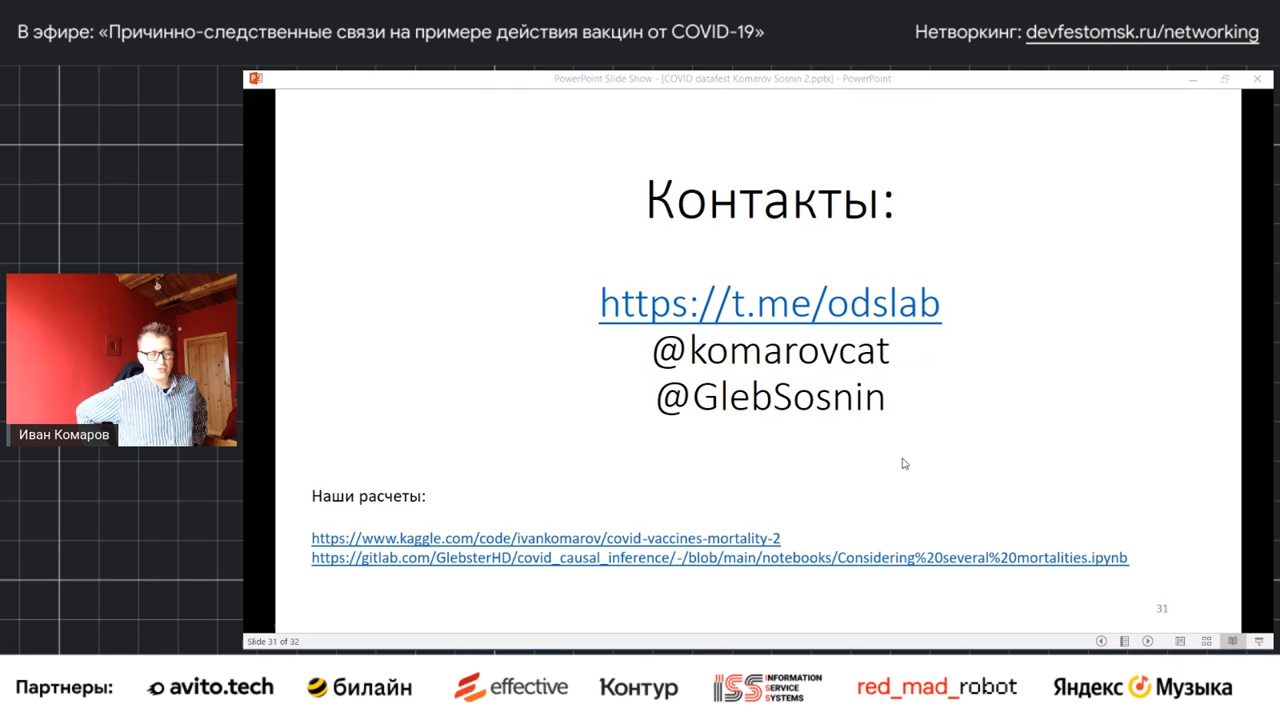 В эфире: «Причинно-следственные связи на примере действия вакцин от COVID-19»
Нетворкинг: devfestomsk.ru/networking
PowerPoint Slide Show - [COVID datafest Komarov Sosnin 2.pptx] - PowerPoint
Контакты:
https://t.me/odslab
@komarovcat
@GlebSosnin
Иван Комаров
Наши расчеты:
https://www.kaggle.com/code/ivankomarov/covid-vaccines-mortality-2
https://gitlab.com/GlebsterHD/covid_causal_inference/-/blob/main/notebooks/Considering%20several%20mortalities.ipynb
31
Slide 31 of 32
Партнеры: avito.tech билайн effective Контур ISS INFORMATION SERVICE SYSTEMS red_mad_robot Яндекс Музыка